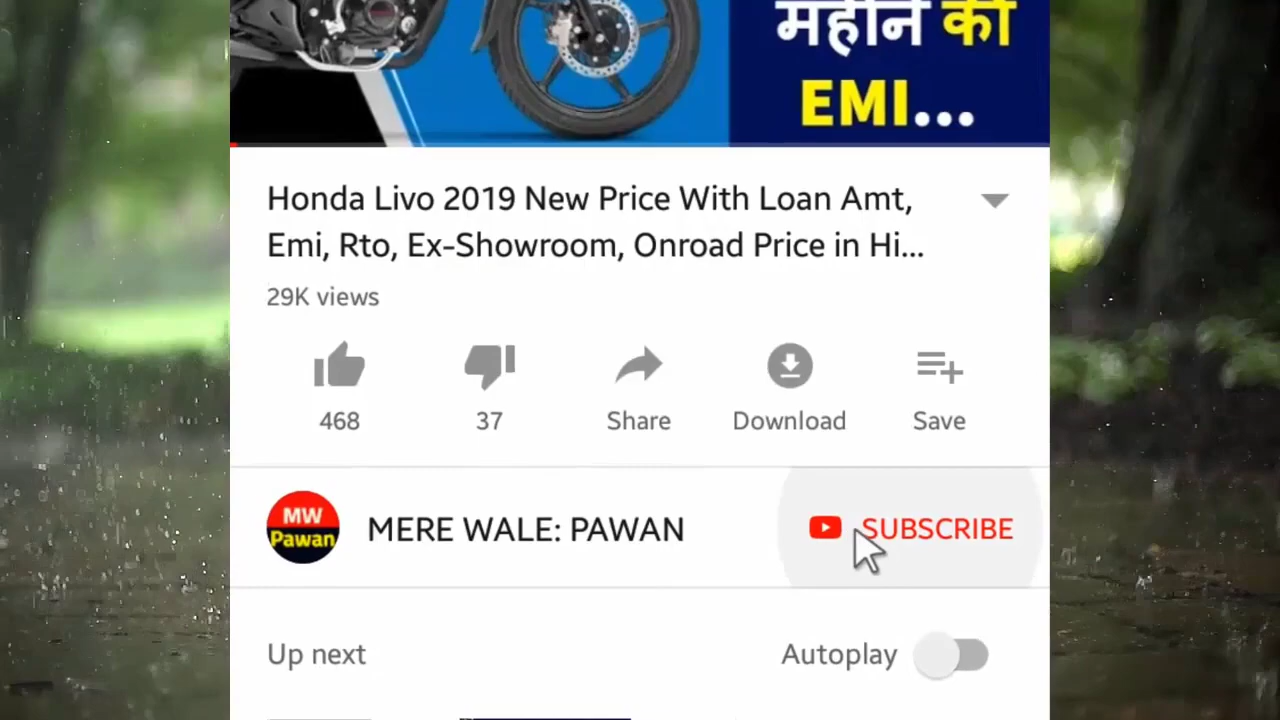 महीने की
EMI...
Honda Livo 2019 New Price With Loan Amt,
Emi, Rto, Ex-Showroom, Onroad Price in Hi...
29K views
468
37
Share
Download
Save
MW
Pawan
MERE WALE: PAWAN
SUBSCRIBE
Up next
Autoplay